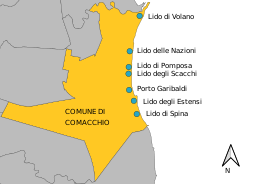 Lido di Volano
Lido delle Nazioni
Lido di Pomposa
Lido degli Scacchi
Porto Garibaldi
Lido degli Estensi
COMUNE DI
COMACCHIO
Lido di Spina
N